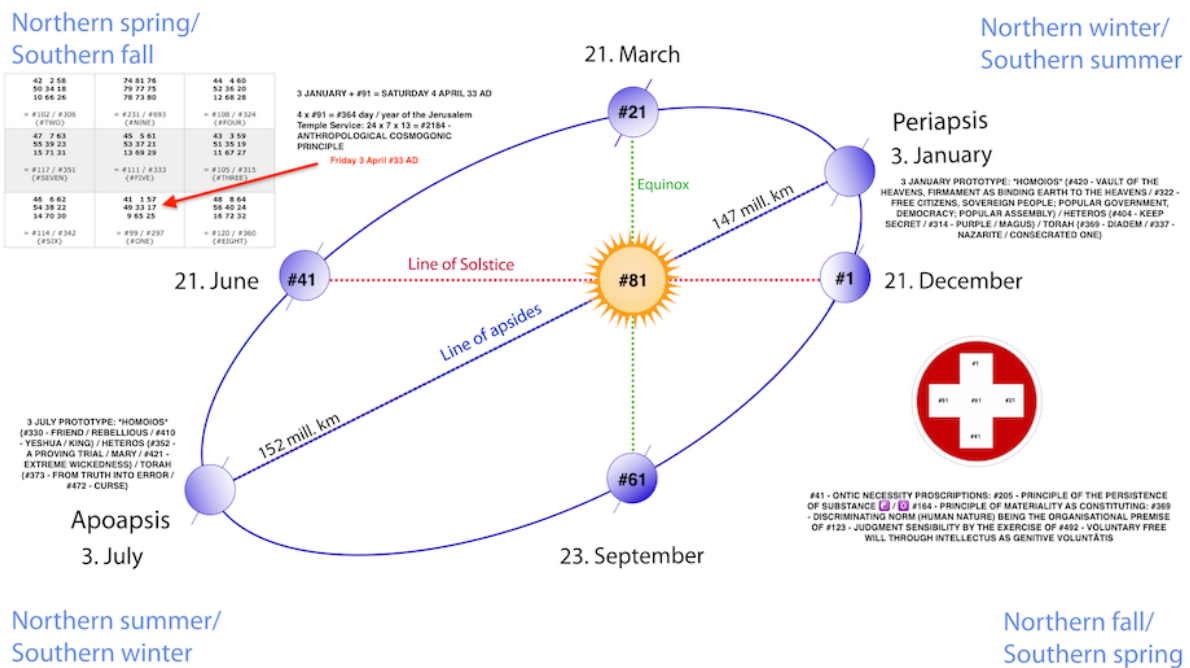 Northern spring/
Southern fall
Northern winter/
Southern summer
42 2 58
50 34 18
10 66 26
= #102 / #306
{#TWO}
74 81 76
79 77 75
78 73 80
= #231 / #693
{#NINE}
44 4 60
52 36 20
12 68 28
= #108 / #324
{#FOUR}
47 7 63
55 39 23
15 71 31
= #117 / #351
{#SEVEN}
45 5 61
53 37 21
13 69 29
= #111 / #333
{#FIVE}
43 3 59
51 35 19
11 67 27
= #105 / #315
{#THREE}
46 6 62
54 38 22
14 70 30
= #114 / #342
{#SIX}
41 1 57
49 33 17
9 65 25
= #99 / #297
{#ONE}
48 8 64
56 40 24
16 72 32
= #120 / #360
{#EIGHT}
3 JANUARY + #91 = SATURDAY 4 APRIL 33 AD
4 x #91 = #364 day / year of the Jerusalem
Temple Service: 24 x 7 x 13 = #2184 -
ANTHROPOLOGICAL COSMOGONIC
PRINCIPLE
Friday 3 April #33 AD
21. March
#21
Equinox
Periapsis
3. January
3 JANUARY PROTOTYPE: *HOMOIOS* {#420 - VAULT OF THE
HEAVENS, FIRMAMENT AS BINDING EARTH TO THE HEAVENS / #322 -
FREE CITIZENS, SOVEREIGN PEOPLE; POPULAR GOVERNMENT,
DEMOCRACY; POPULAR ASSEMBLY} / HETEROS {#404 - KEEP
SECRET / #314 - PURPLE / MAGUS} / TORAH {#369 - DIADEM / #337 -
NAZARITE / CONSECRATED ONE}
147 mill. km
21. June
#41
Line of Solstice
#81
#1
21. December
Line of apsides
152 mill. km
3 JULY PROTOTYPE: *HOMOIOS*
{#330 - FRIEND / REBELLIOUS / #410
- YESHUA / KING} / HETEROS {#352 -
A PROVING TRIAL / MARY / #421 -
EXTREME WICKEDNESS} / TORAH
{#373 - FROM TRUTH INTO ERROR /
#472 - CURSE}
Apoapsis
3. July
#61
23. September
#1
#61 #81 #21
#41
#41 - ONTIC NECESSITY PROSCRIPTIONS: #205 - PRINCIPLE OF THE PERSISTENCE
OF SUBSTANCE ☪️ / ✡️ #164 - PRINCIPLE OF MATERIALITY AS CONSTITUTING: #369
- DISCRIMINATING NORM (HUMAN NATURE) BEING THE ORGANISATIONAL PREMISE
OF #123 - JUDGMENT SENSIBILITY BY THE EXERCISE OF #492 - VOLUNTARY FREE
WILL THROUGH INTELLECTUS AS GENITIVE VOLUNTĀTIS
Northern summer/
Southern winter
Northern fall/
Southern spring